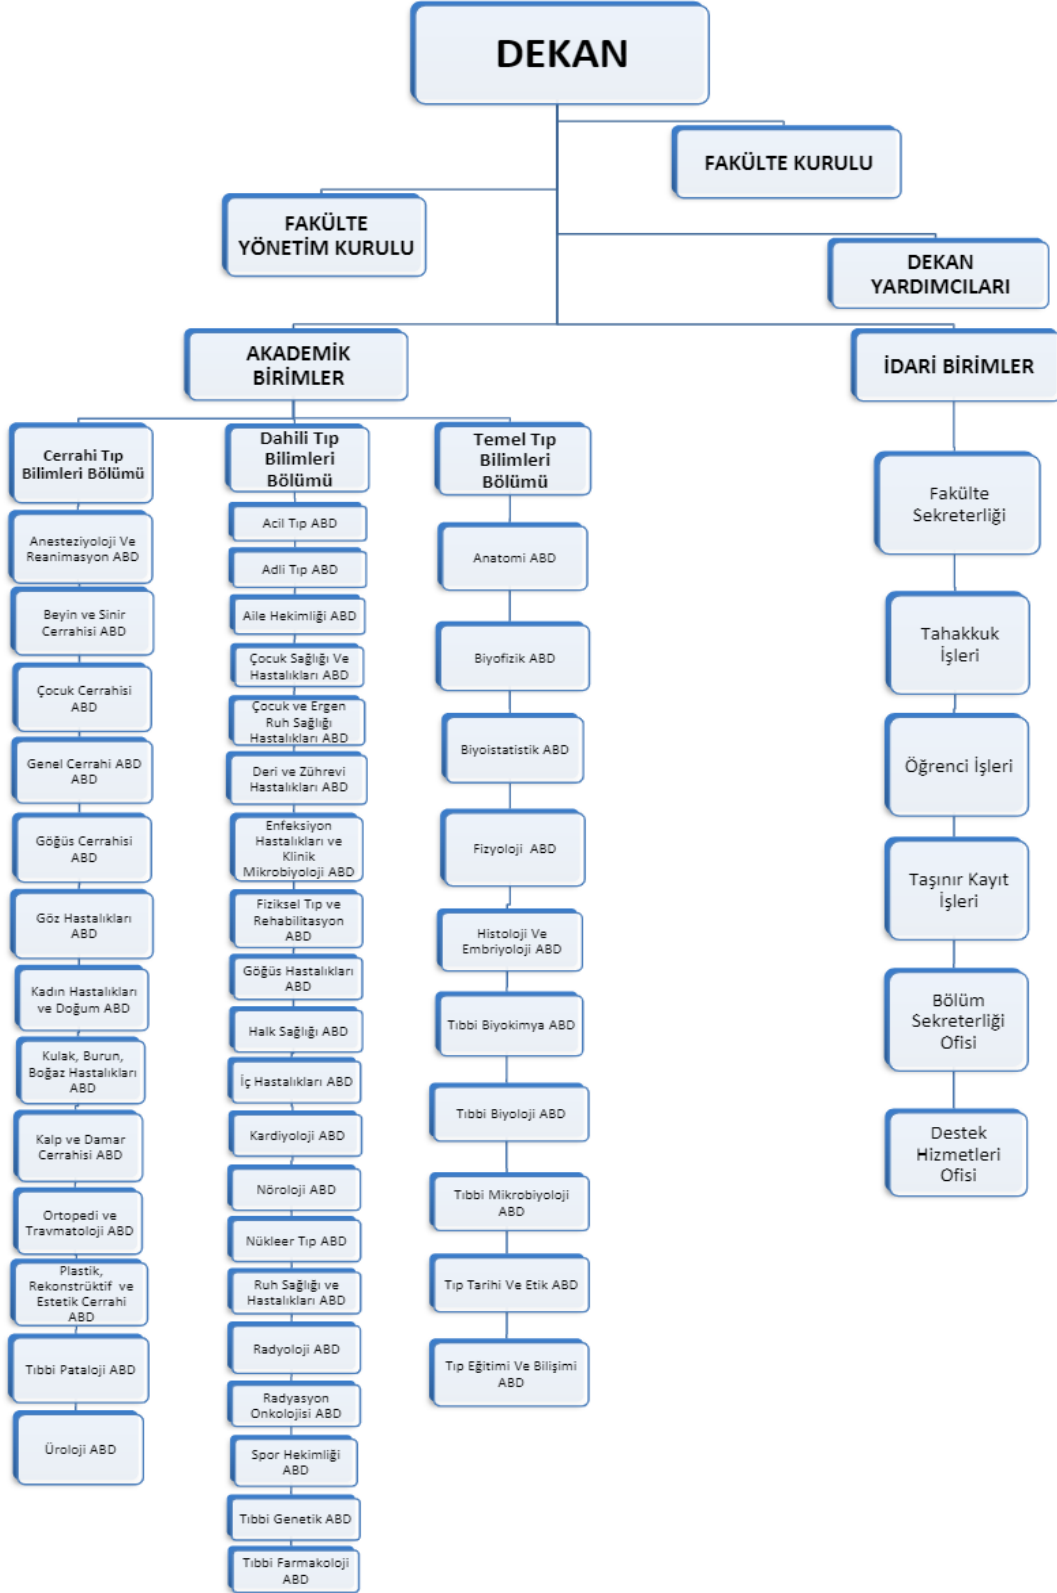 DEKAN
FAKÜLTE KURULU
FAKÜLTE
YÖNETİM KURULU
DEKAN
YARDIMCILARI
AKADEMİK
BİRİMLER
İDARİ BİRİMLER
Cerrahi Tıp
Bilimleri Bölümü
Anesteziyoloji Ve
Reanimasyon ABD
Beyin ve Sinir
Cerrahisi ABD
Çocuk Cerrahisi
ABD
Genel Cerrahi ABD
ABD
Göğüs Cerrahisi
ABD
Göz Hastalıkları
ABD
Kadın Hastalıkları
ve Doğum ABD
Kulak, Burun,
Boğaz Hastalıkları
ABD
Kalp ve Damar
Cerrahisi ABD
Ortopedi ve
Travmatoloji ABD
Plastik,
Rekonstrüktif ve
Estetik Cerrahi
ABD
Tıbbi Pataloji ABD
Üroloji ABD
Dahili Tıp
Bilimleri
Bölümü
Acil Tıp ABD
Adli Tıp ABD
Aile Hekimliği ABD
Çocuk Sağlığı Ve
Hastalıkları ABD
Çocuk ve Ergen
Ruh Sağlığı
Hastalıkları ABD
Deri ve Zührevi
Hastalıkları ABD
Enfeksiyon
Hastalıkları ve
Klinik
Mikrobiyoloji ABD
Fiziksel Tıp ve
Rehabilitasyon
ABD
Göğüs Hastalıkları
ABD
Halk Sağlığı ABD
İç Hastalıkları ABD
Kardiyoloji ABD
Nöroloji ABD
Nükleer Tıp ABD
Ruh Sağlığı ve
Hastalıkları ABD
Radyoloji ABD
Radyasyon
Onkolojisi ABD
Spor Hekimliği
ABD
Tıbbi Genetik ABD
Tıbbi Farmakoloji
ABD
Temel Tıp
Bilimleri
Bölümü
Anatomi ABD
Biyofizik ABD
Biyoistatistik ABD
Fizyoloji ABD
Histoloji Ve
Embriyoloji ABD
Tıbbi Biyokimya ABD
Tıbbi Biyoloji ABD
Tıbbi Mikrobiyoloji
ABD
Tıp Tarihi Ve Etik ABD
Tıp Eğitimi Ve Bilişimi
ABD
Fakülte
Sekreterliği
Tahakkuk
İşleri
Öğrenci İşleri
Taşınır Kayıt
İşleri
Bölüm
Sekreterliği
Ofisi
Destek
Hizmetleri
Ofisi